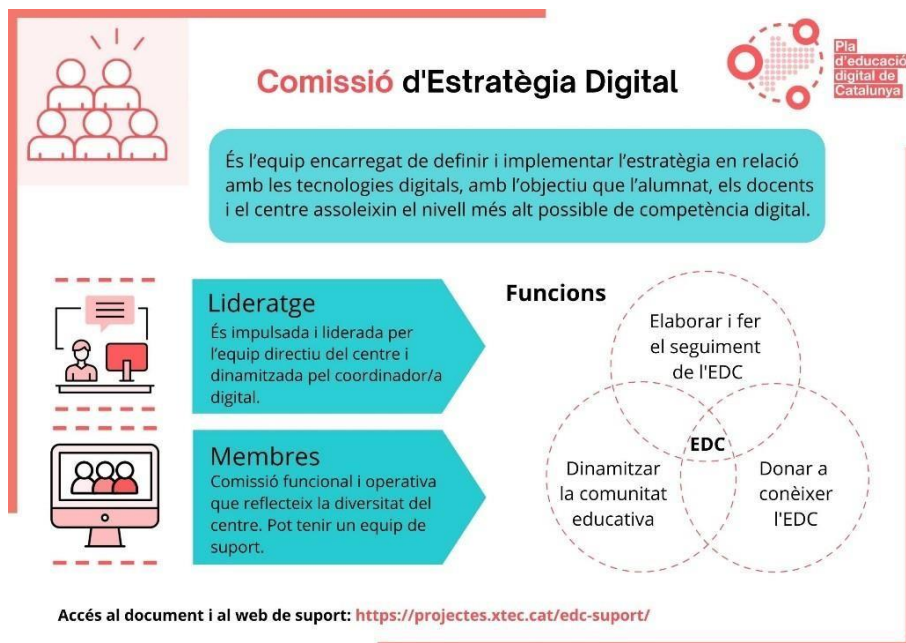 Comissió d'Estratègia Digital
Pla
d'educació
digital de
Catalunya
És l'equip encarregat de definir i implementar l'estratègia en relació
amb les tecnologies digitals, amb l'objectiu que l'alumnat, els docents
i el centre assoleixin el nivell més alt possible de competència digital.
Lideratge
És impulsada i liderada per
l'equip directiu del centre i
dinamitzada pel coordinador/a
digital.
Membres
Comissió funcional i operativa
que reflecteix la diversitat del
centre. Pot tenir un equip de
suport.
Funcions
Elaborar i fer
el seguiment
de l'EDC
EDC
Dinamitzar
la comunitat
educativa
Donar a
conèixer
l'EDC
Accés al document i al web de suport: https://projectes.xtec.cat/edc-suport/